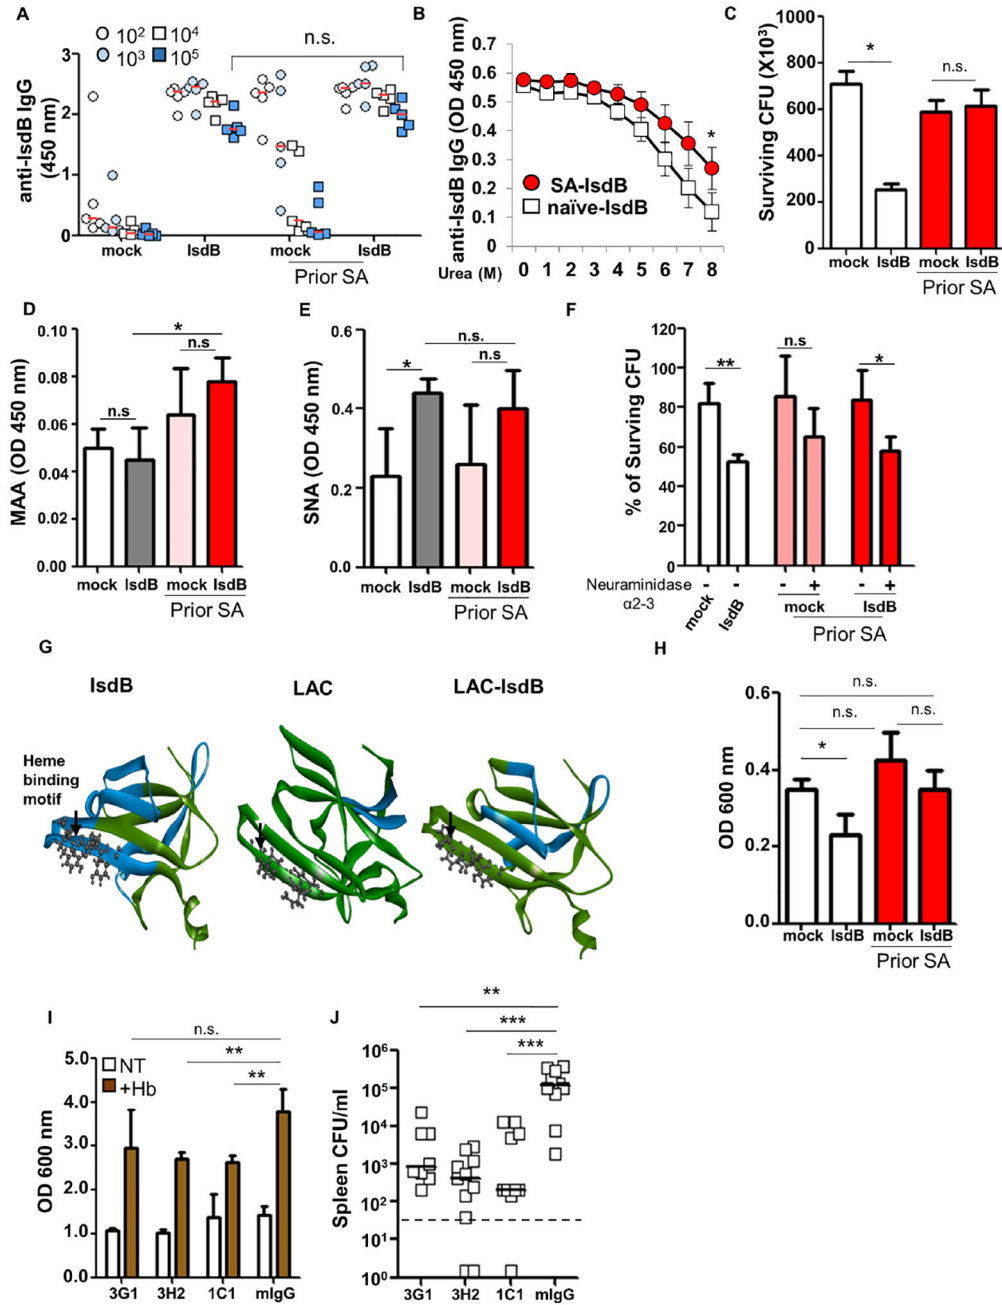 A
10² 10⁴
10³ 10⁵
n.s.
anti-IsdB IgG
(450 nm)
3
2
1
0
mock IsdB mock IsdB
Prior SA
B
anti-IsdB IgG (OD 450 nm)
0.7
0.6
0.5
0.4
0.3
0.2
0.1
0
*
SA-IsdB
naïve-IsdB
Urea (M) 0 1 2 3 4 5 6 7 8
C
Surviving CFU (X10³)
1000
800
600
400
200
0
* n.s.
mock IsdB mock IsdB
Prior SA
D
MAA (OD 450 nm)
0.10
0.08
0.06
0.04
0.02
0.00
*
n.s
n.s
mock IsdB mock IsdB
Prior SA
E
SNA (OD 450 nm)
0.6
0.4
0.2
0.0
n.s.
* n.s
mock IsdB mock IsdB
Prior SA
F
% of Surving CFU
120
100
80
60
40
20
0
** n.s *
Neuraminidase - - - + - +
α2-3
mock IsdB mock IsdB
Prior SA
G
IsdB LAC LAC-IsdB
Heme
binding
motif
H
OD 600 nm
0.6
0.4
0.2
0.0
n.s.
n.s. n.s.
*
mock IsdB mock IsdB
Prior SA
I
OD 600 nm
5.0
4.0
3.0
2.0
1.0
0.0
NT
+Hb
n.s.
**
**
3G1 3H2 1C1 mIgG
J
Spleen CFU/ml
10⁶
10⁵
10⁴
10³
10²
10¹
10⁰
**
***
***
3G1 3H2 1C1 mIgG